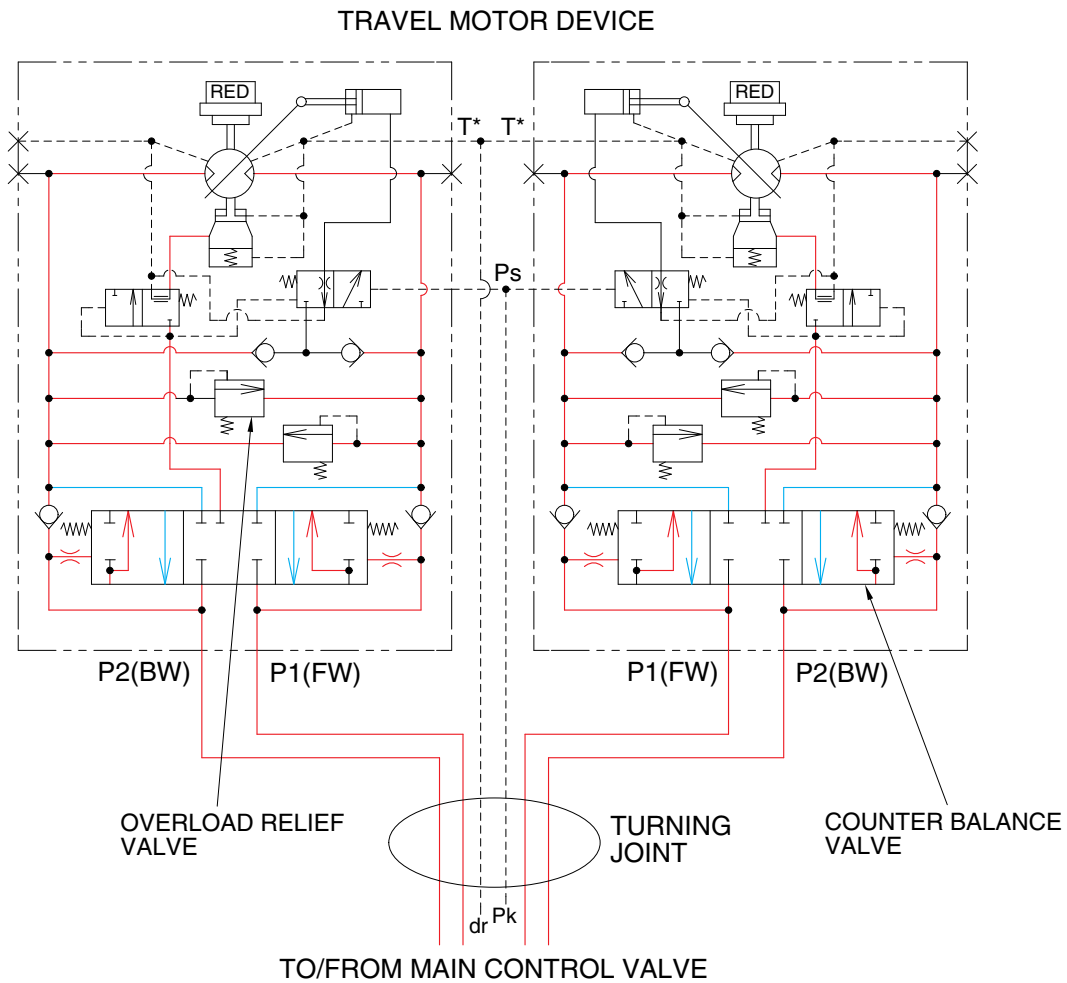 TRAVEL MOTOR DEVICE
RED
RED
T*
T*
Ps
P2(BW)
P1(FW)
P1(FW)
P2(BW)
OVERLOAD RELIEF
VALVE
TURNING
JOINT
COUNTER BALANCE
VALVE
dr
Pk
TO/FROM MAIN CONTROL VALVE